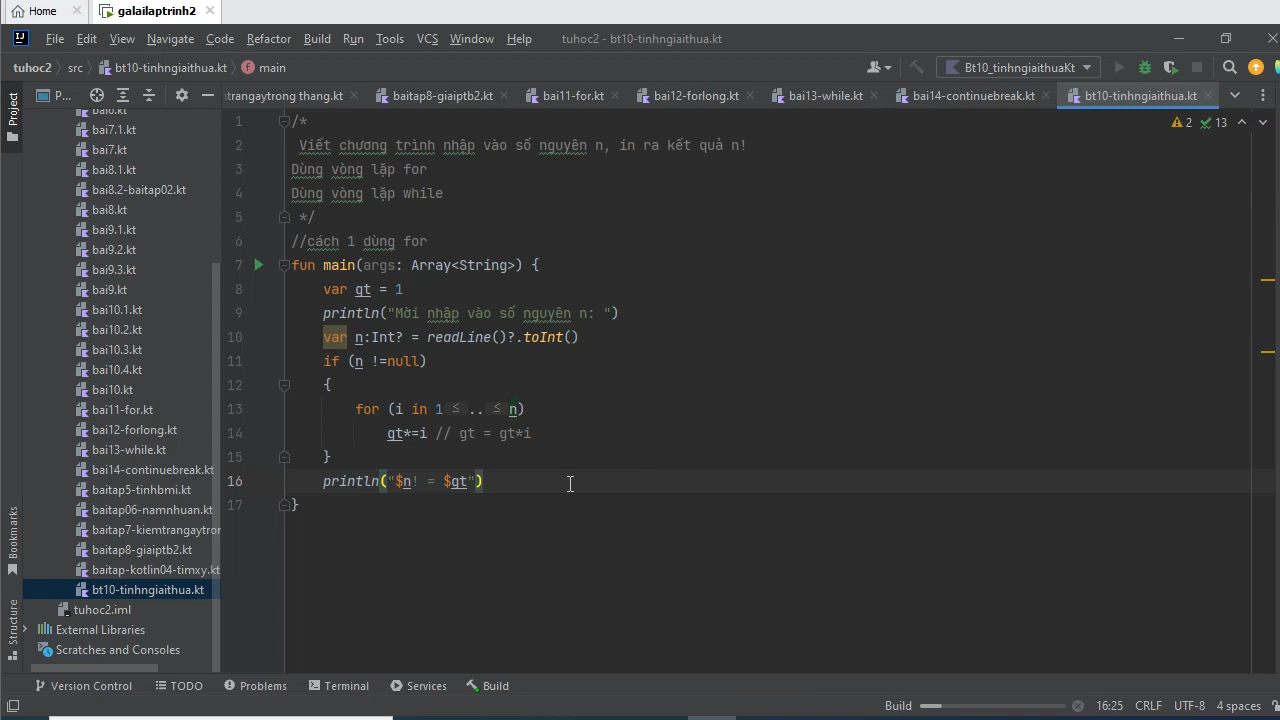 Home
galailaptrinh2
File Edit View Navigate Code Refactor Build Run Tools VCS Window Help tuhoc2 - bt10-tinhngiaithua.kt
tuhoc2 src bt10-tinhngiaithua.kt main Bt10_tinhngiaithuaKt
Project P... trangaytrong thang.kt baitap8-giaiptb2.kt bai11-for.kt bai12-forlong.kt bai13-while.kt bai14-continuebreak.kt bt10-tinhngiaithua.kt
bai6.kt
bai7.1.kt
bai7.kt
bai8.1.kt
bai8.2-baitap02.kt
bai8.kt
bai9.1.kt
bai9.2.kt
bai9.3.kt
bai9.kt
bai10.1.kt
bai10.2.kt
bai10.3.kt
bai10.4.kt
bai10.kt
bai11-for.kt
bai12-forlong.kt
bai13-while.kt
bai14-continuebreak.kt
baitap5-tinhbmi.kt
baitap06-namnhuan.kt
baitap7-kiemtrangaytron
baitap8-giaiptb2.kt
baitap-kotlin04-timxy.kt
bt10-tinhngiaithua.kt
tuhoc2.iml
External Libraries
Scratches and Consoles
Bookmarks
Structure
2 13
1 /*
2 Viết chương trình nhập vào số nguyên n, in ra kết quả n!
3 Dùng vòng lặp for
4 Dùng vòng lặp while
5 */
6 //cách 1 dùng for
7 fun main(args: Array<String>) {
8 var gt = 1
9 println("Mời nhập vào số nguyên n: ")
10 var n:Int? = readLine()?.toInt()
11 if (n !=null)
12 {
13 for (i in 1 ≤ .. ≤ n)
14 gt*=i // gt = gt*i
15 }
16 println("$n! = $gt")
17 }
Version Control TODO Problems Terminal Services Build
Build 16:25 CRLF UTF-8 4 spaces